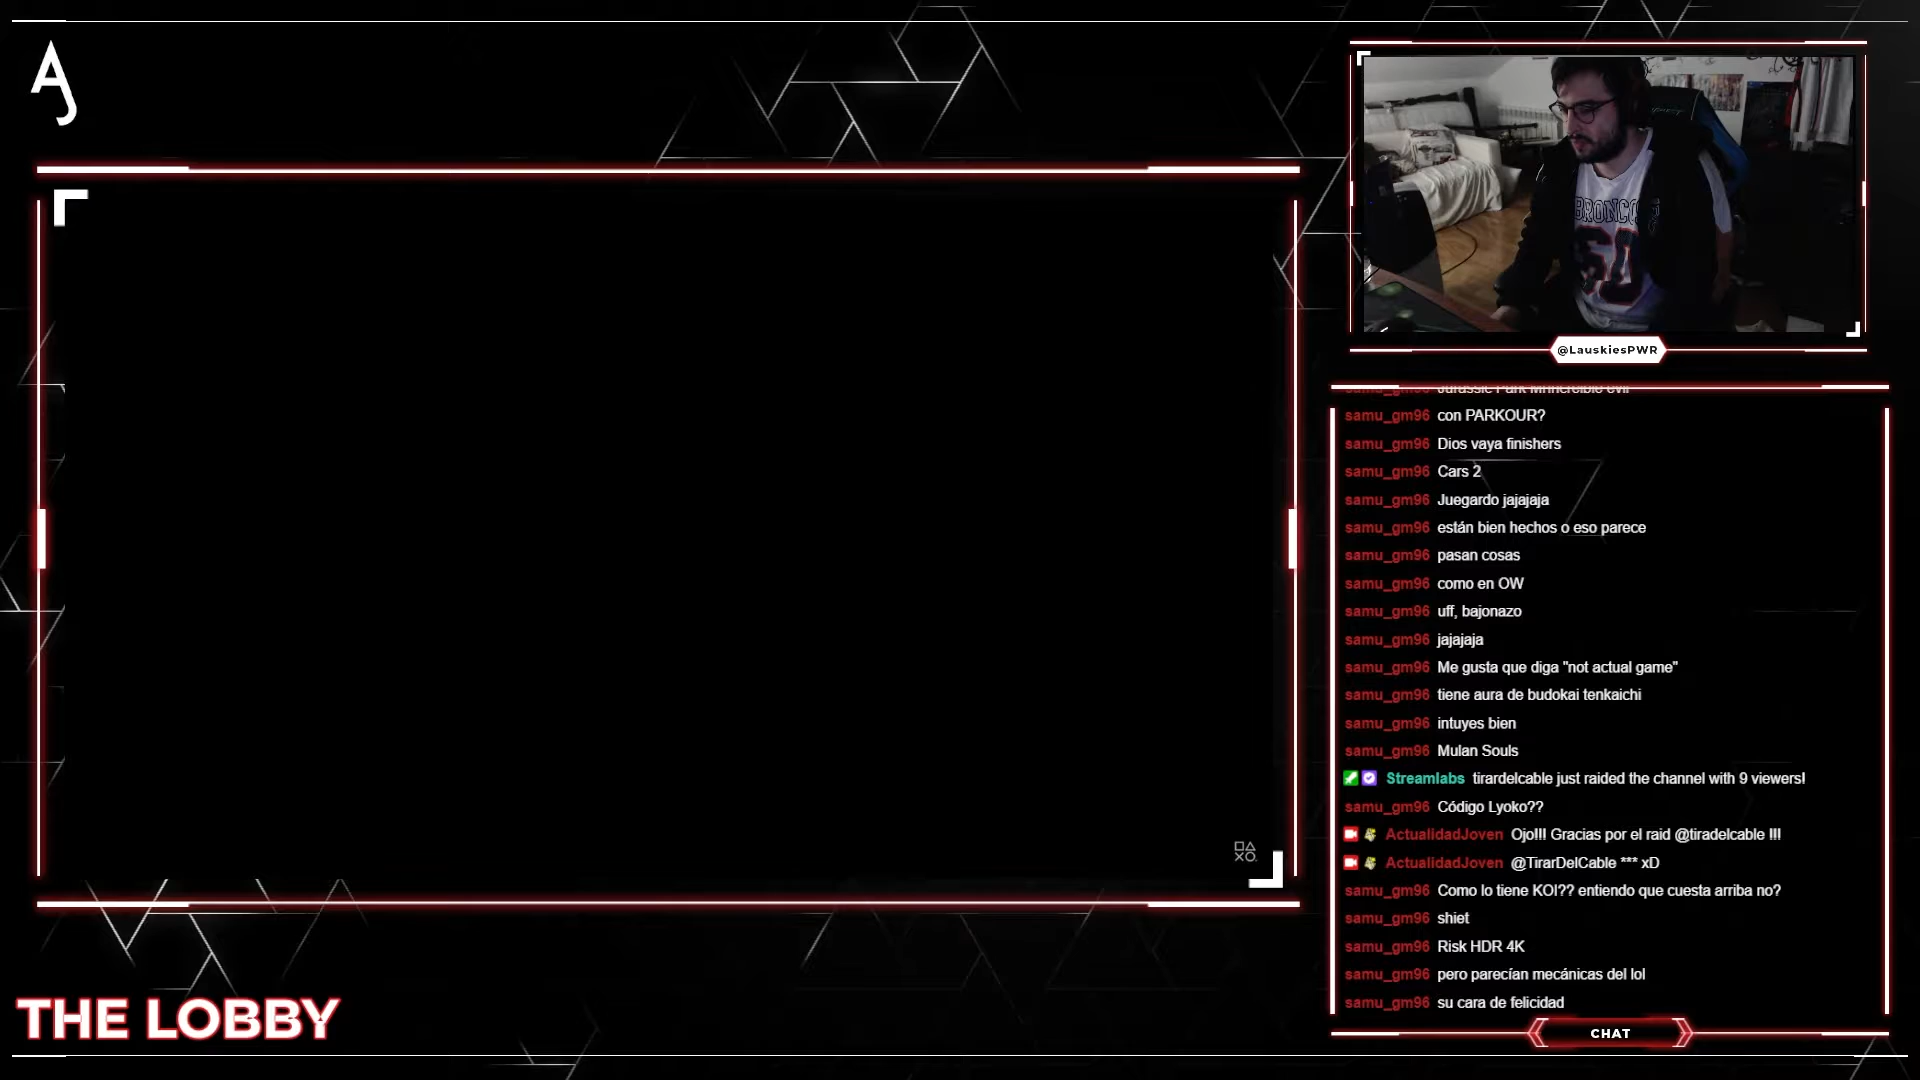 AJ
BRONCO
60
@LauskiesPWR
samu_gm96 con PARKOUR?
samu_gm96 Dios vaya finishers
samu_gm96 Cars 2
samu_gm96 Juegardo jajajaja
samu_gm96 están bien hechos o eso parece
samu_gm96 pasan cosas
samu_gm96 como en OW
samu_gm96 uff, bajonazo
samu_gm96 jajajaja
samu_gm96 Me gusta que diga "not actual game"
samu_gm96 tiene aura de budokai tenkaichi
samu_gm96 intuyes bien
samu_gm96 Mulan Souls
Streamlabs tirardelcable just raided the channel with 9 viewers!
samu_gm96 Código Lyoko??
ActualidadJoven Ojo!!! Gracias por el raid @tiradelcable !!!
ActualidadJoven @TirarDelCable *** xD
samu_gm96 Como lo tiene KOI?? entiendo que cuesta arriba no?
samu_gm96 shiet
samu_gm96 Risk HDR 4K
samu_gm96 pero parecían mecánicas del lol
samu_gm96 su cara de felicidad
CHAT
THE LOBBY